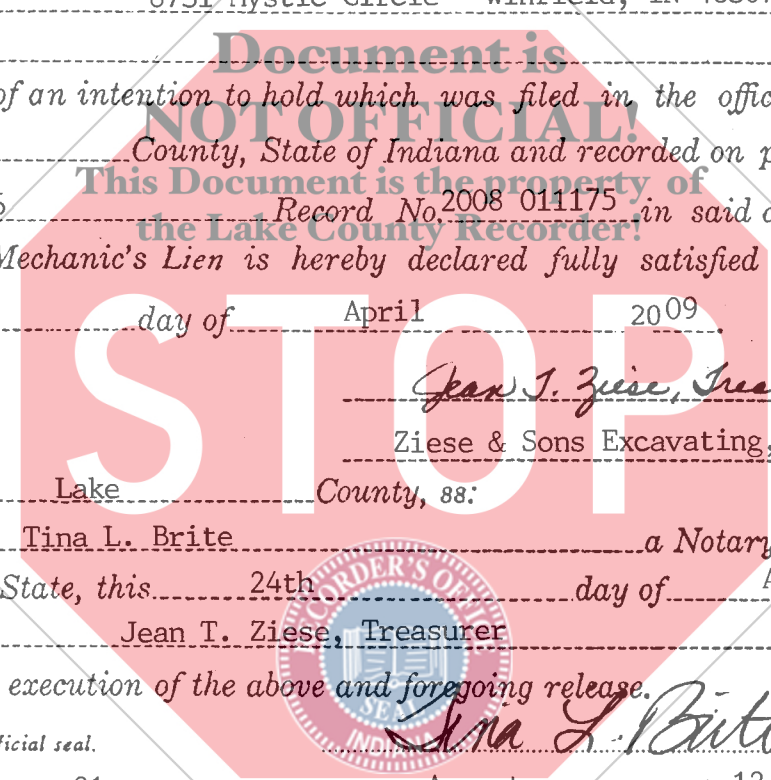 8751 Mystic Circle Winfield, IN
Document is
of an intention to hold which was filed in the
NOT OFFICIAL!
County, State of Indiana and recorded on
This Document is the property of
Record No. 2008 011175 in said
the Lake County Recorder!
Mechanic's Lien is hereby declared fully satisfied
day of April 2009.
STOP
Jean T. Ziese, Trea
Ziese & Sons Excavating,
Lake County, ss:
Tina L. Brite a Notary
State, this 24th day of
Jean T. Ziese, Treasurer
execution of the above and foregoing release.
RECORDER'S OFFICE
SEAL
INDIANA
Tina L. Brite
ficial seal.